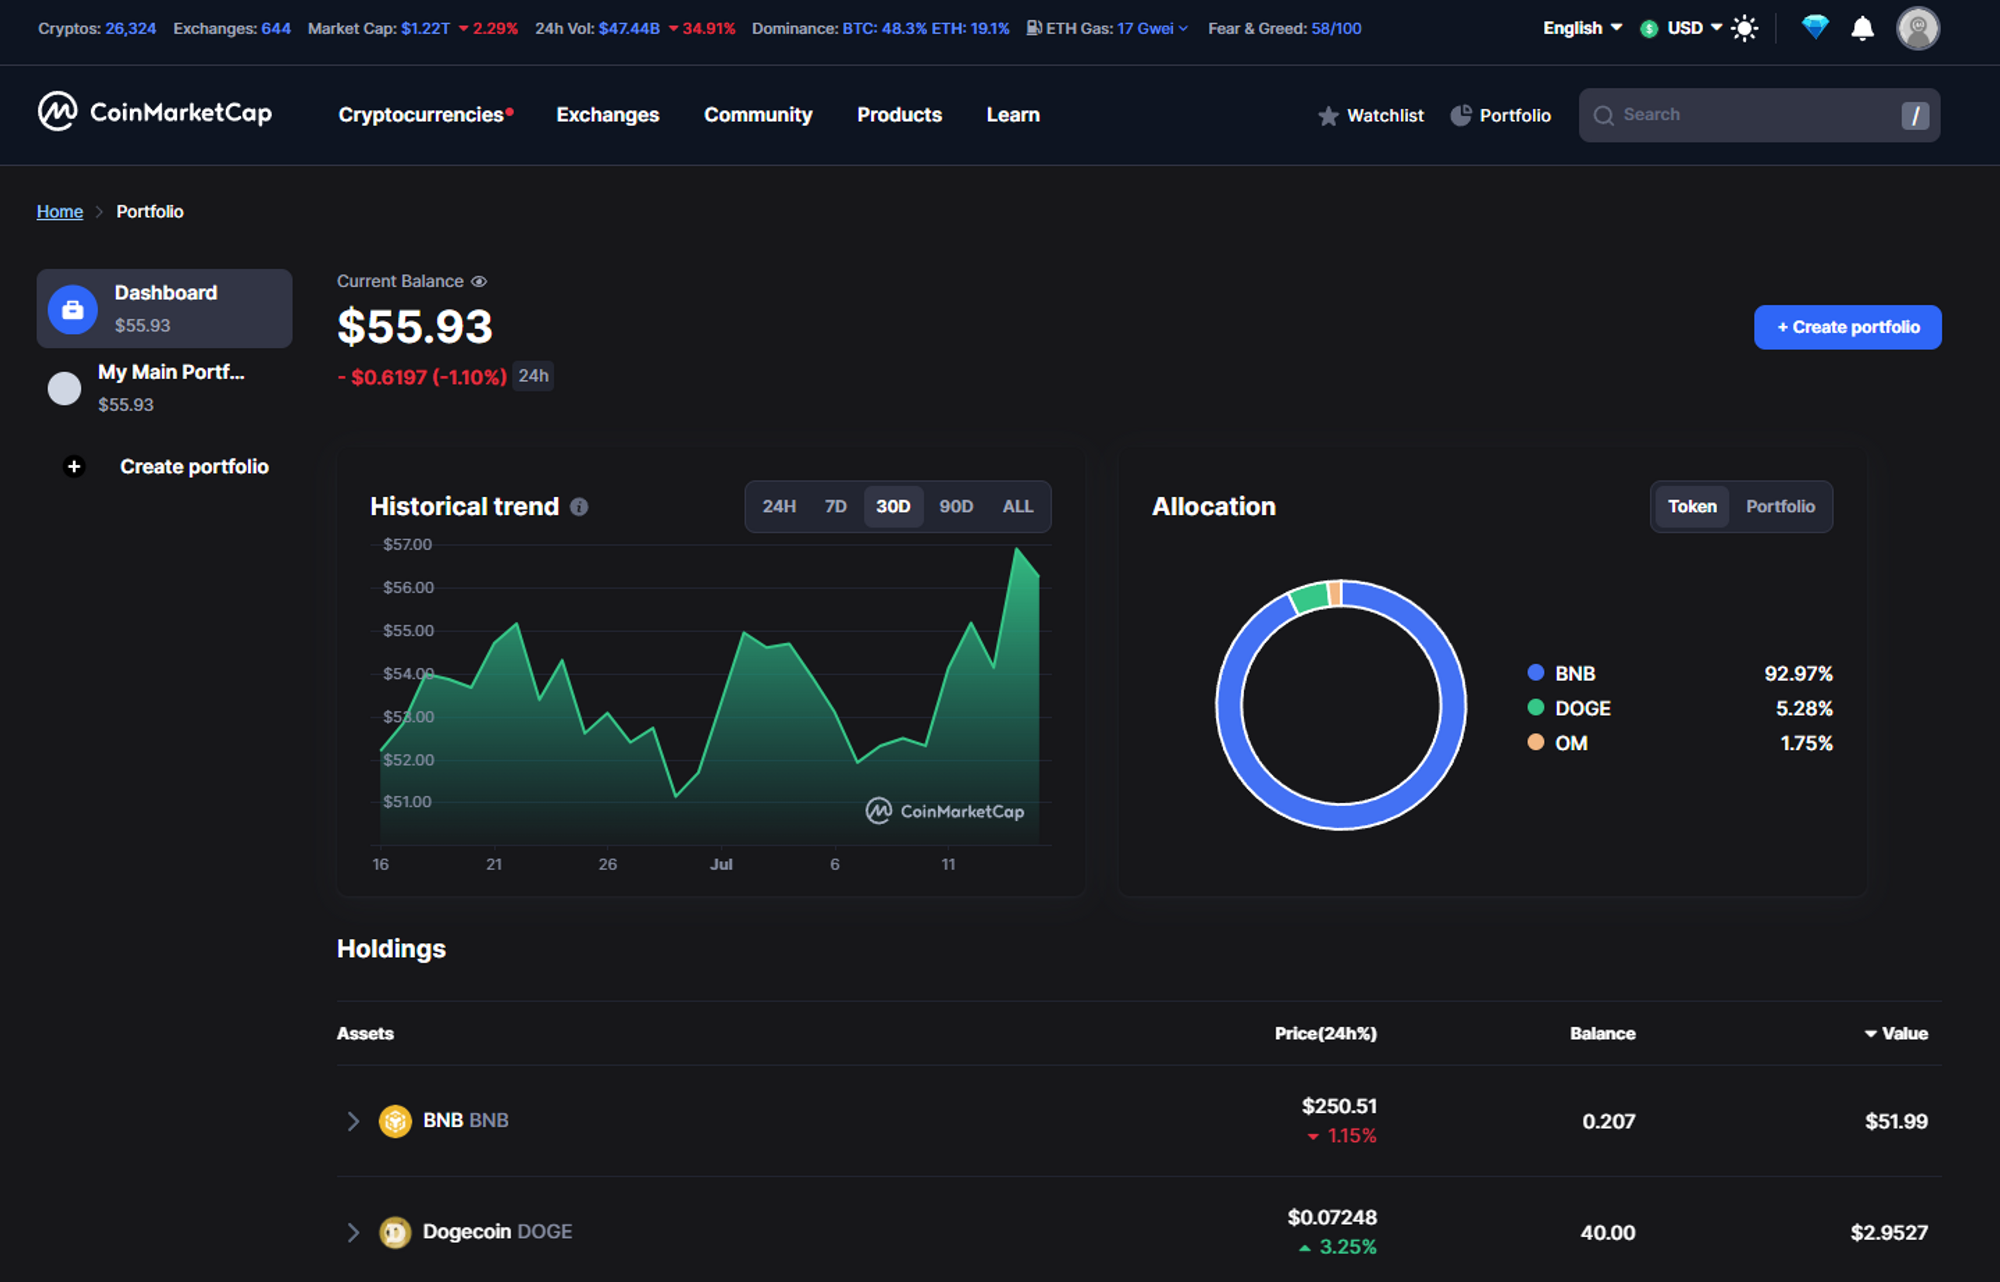 Cryptos: 26,324 Exchanges: 644 Market Cap: $1.22T 2.29% 24h Vol: $47.44B 34.91% Dominance: BTC: 48.3% ETH: 19.1% ETH Gas: 17 Gwei Fear & Greed: 58/100 English USD
CoinMarketCap Cryptocurrencies Exchanges Community Products Learn Watchlist Portfolio Search /
Home > Portfolio
Dashboard
$55.93
My Main Portf...
$55.93
+ Create portfolio
Current Balance
$55.93
- $0.6197 (-1.10%) 24h
+ Create portfolio
Historical trend 24H 7D 30D 90D ALL
$57.00
$56.00
$55.00
$54.00
$53.00
$52.00
$51.00
CoinMarketCap
16 21 26 Jul 6 11
Allocation Token Portfolio
BNB 92.97%
DOGE 5.28%
OM 1.75%
Holdings
Assets Price(24h%) Balance Value
BNB BNB $250.51 1.15% 0.207 $51.99
Dogecoin DOGE $0.07248 3.25% 40.00 $2.9527